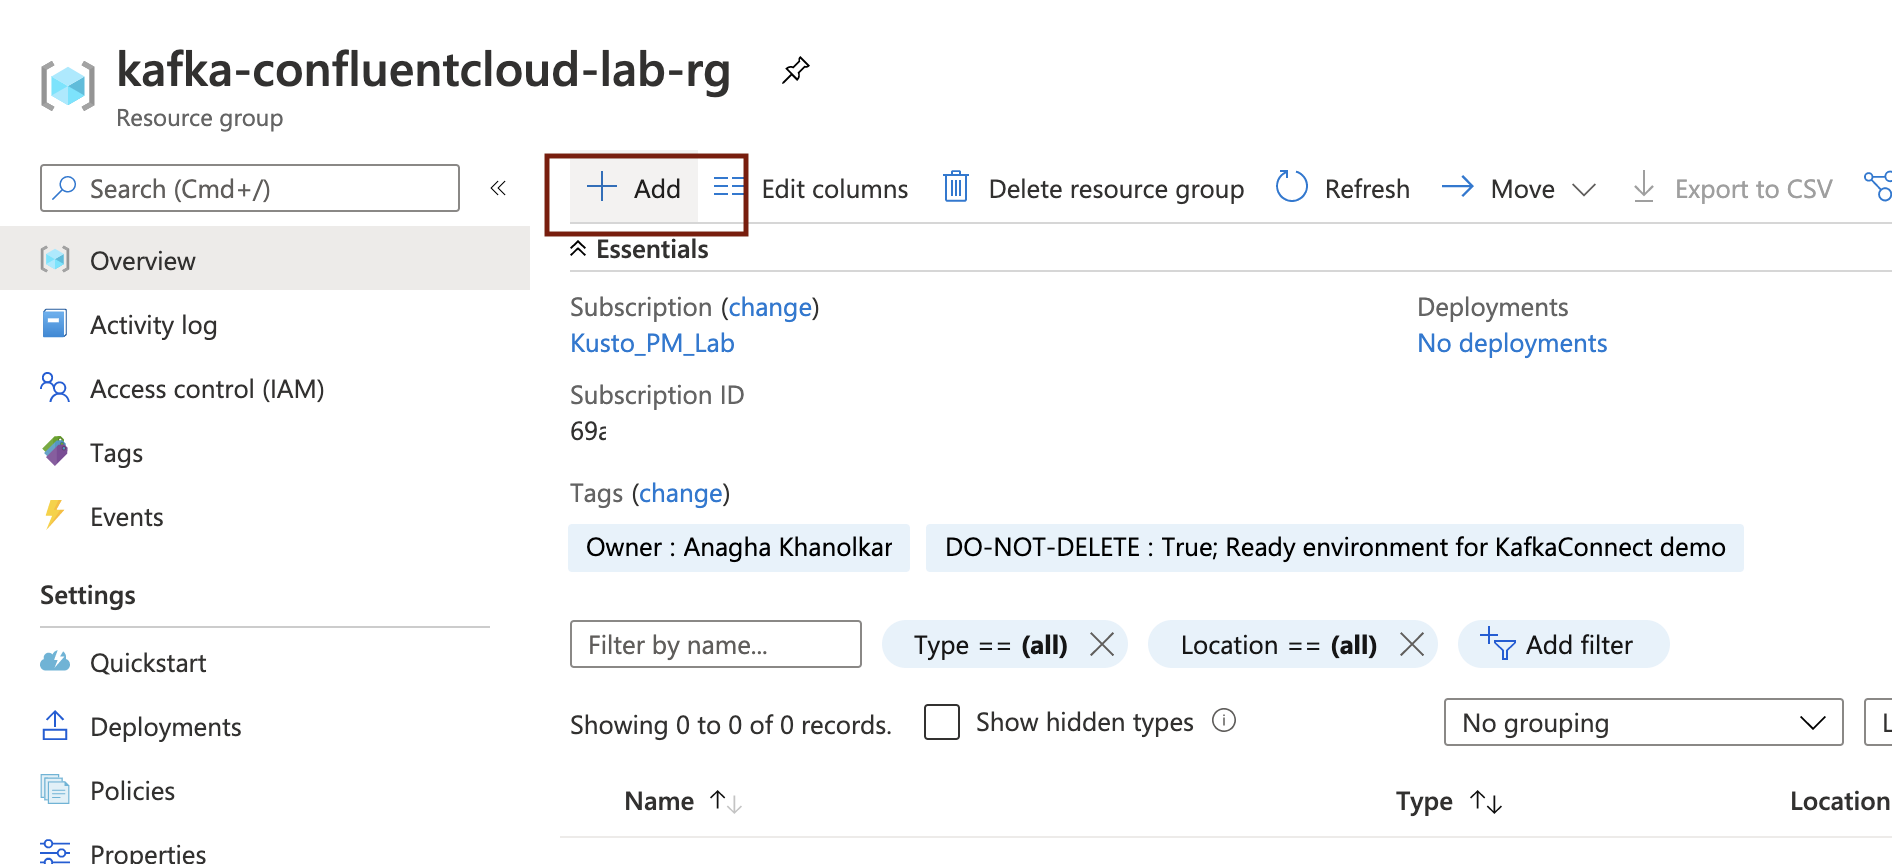 kafka-confluentcloud-lab-rg
Resource group
Search (Cmd+/)
«
Add
Edit columns
Delete resource group
Refresh
Move
Export to CSV
Overview
Activity log
Access control (IAM)
Tags
Events
Settings
Quickstart
Deployments
Policies
Properties
Essentials
Subscription (change)
Kusto_PM_Lab
Deployments
No deployments
Subscription ID
69a
Tags (change)
Owner : Anagha Khanolkar
DO-NOT-DELETE : True; Ready environment for KafkaConnect demo
Filter by name...
Type == (all)
Location == (all)
Add filter
Showing 0 to 0 of 0 records.
Show hidden types
No grouping
L
Name
Type
Location